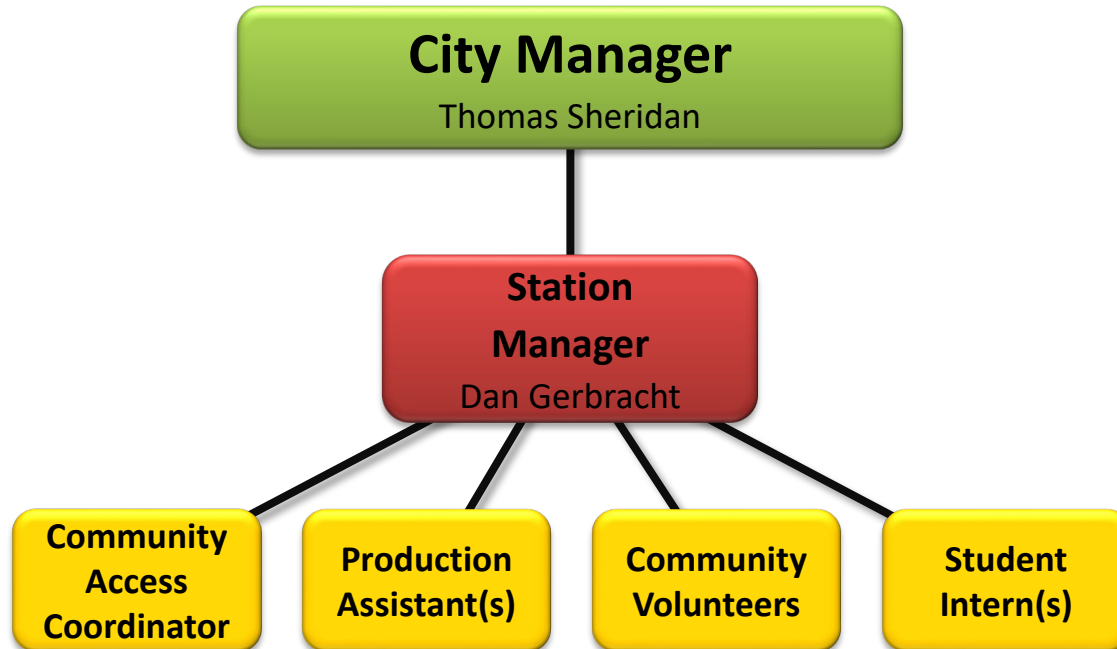 City Manager
Thomas Sheridan
Station
Manager
Dan Gerbracht
Community
Access
Coordinator
Production
Assistant(s)
Community
Volunteers
Student
Intern(s)